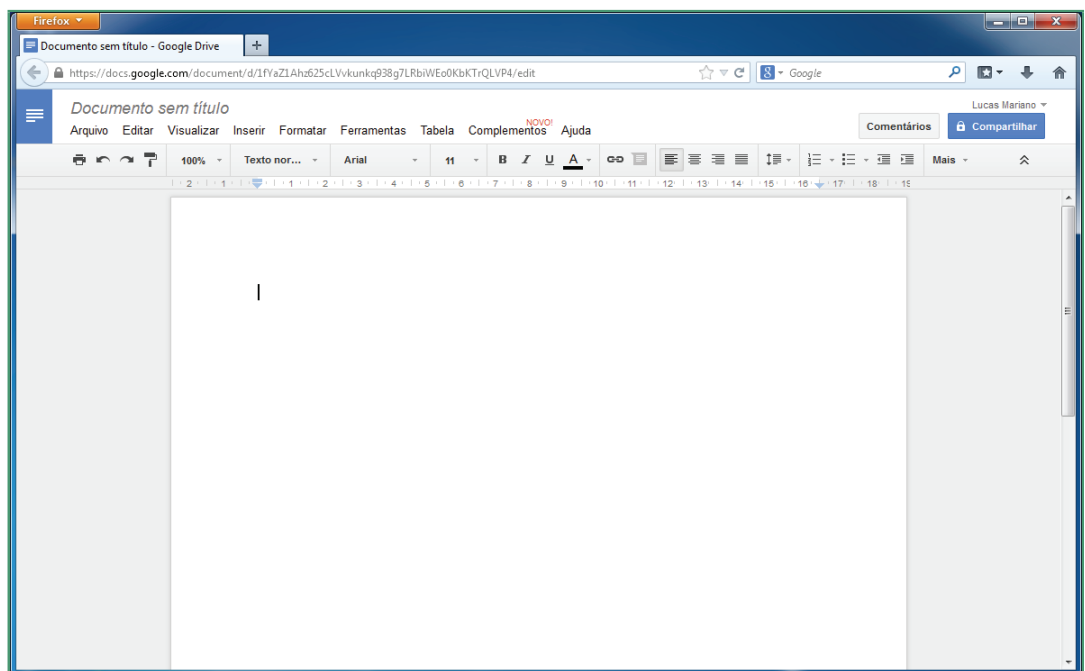 Firefox
Documento sem título - Google Drive
https://docs.google.com/document/d/1fYaZ1Ahz625cLVvkunkq938g7LRbiWEo0KbKTrQLVP4/edit
8 Google
Documento sem título
Lucas Mariano
NOVO!
Arquivo Editar Visualizar Inserir Formatar Ferramentas Tabela Complementos Ajuda
Comentários Compartilhar
100% Texto nor... Arial 11 B I U A Mais
2 1 1 2 3 4 5 6 7 8 9 10 11 12 13 14 15 16 17 18 19